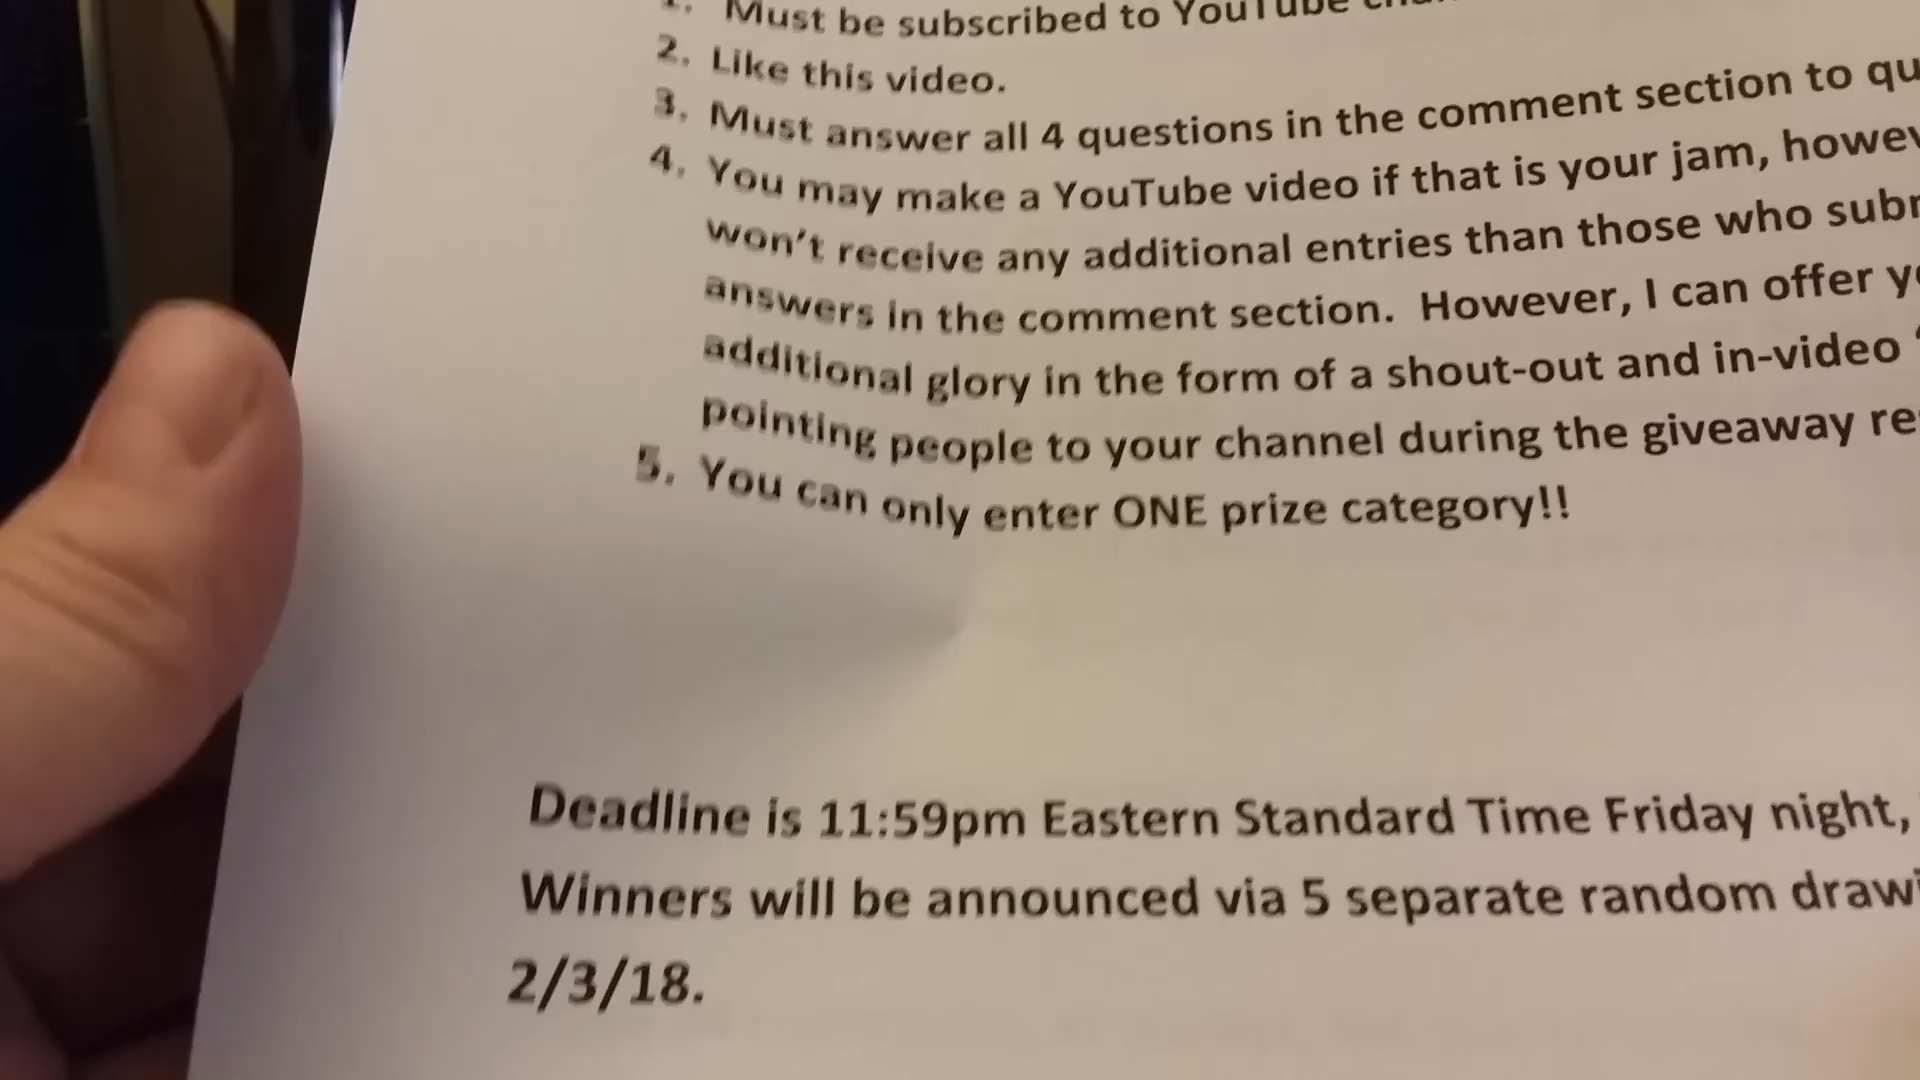 1. Must be subscribed to YouTube
2. Like this video.
3. Must answer all 4 questions in the comment section to
4. You may make a YouTube video if that is your jam,
won't receive any additional entries than those who
answers in the comment section. However, I can offer
additional glory in the form of a shout-out and in-video
pointing people to your channel during the giveaway
5. You can only enter ONE prize category!!
Deadline is 11:59pm Eastern Standard Time Friday night,
Winners will be announced via 5 separate random
2/3/18.